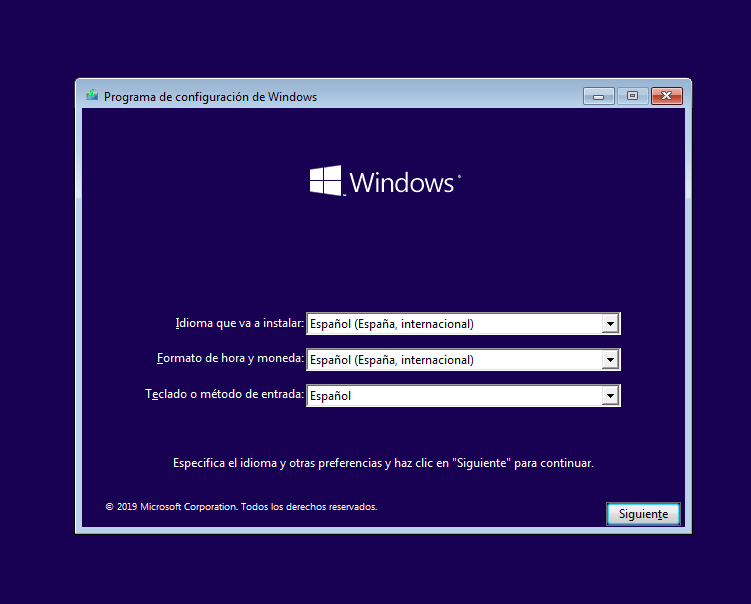 Programa de configuración de Windows
Windows
Idioma que va a instalar: Español (España, internacional)
Formato de hora y moneda: Español (España, internacional)
Teclado o método de entrada: Español
Especifica el idioma y otras preferencias y haz clic en "Siguiente" para continuar.
© 2019 Microsoft Corporation. Todos los derechos reservados.
Siguiente